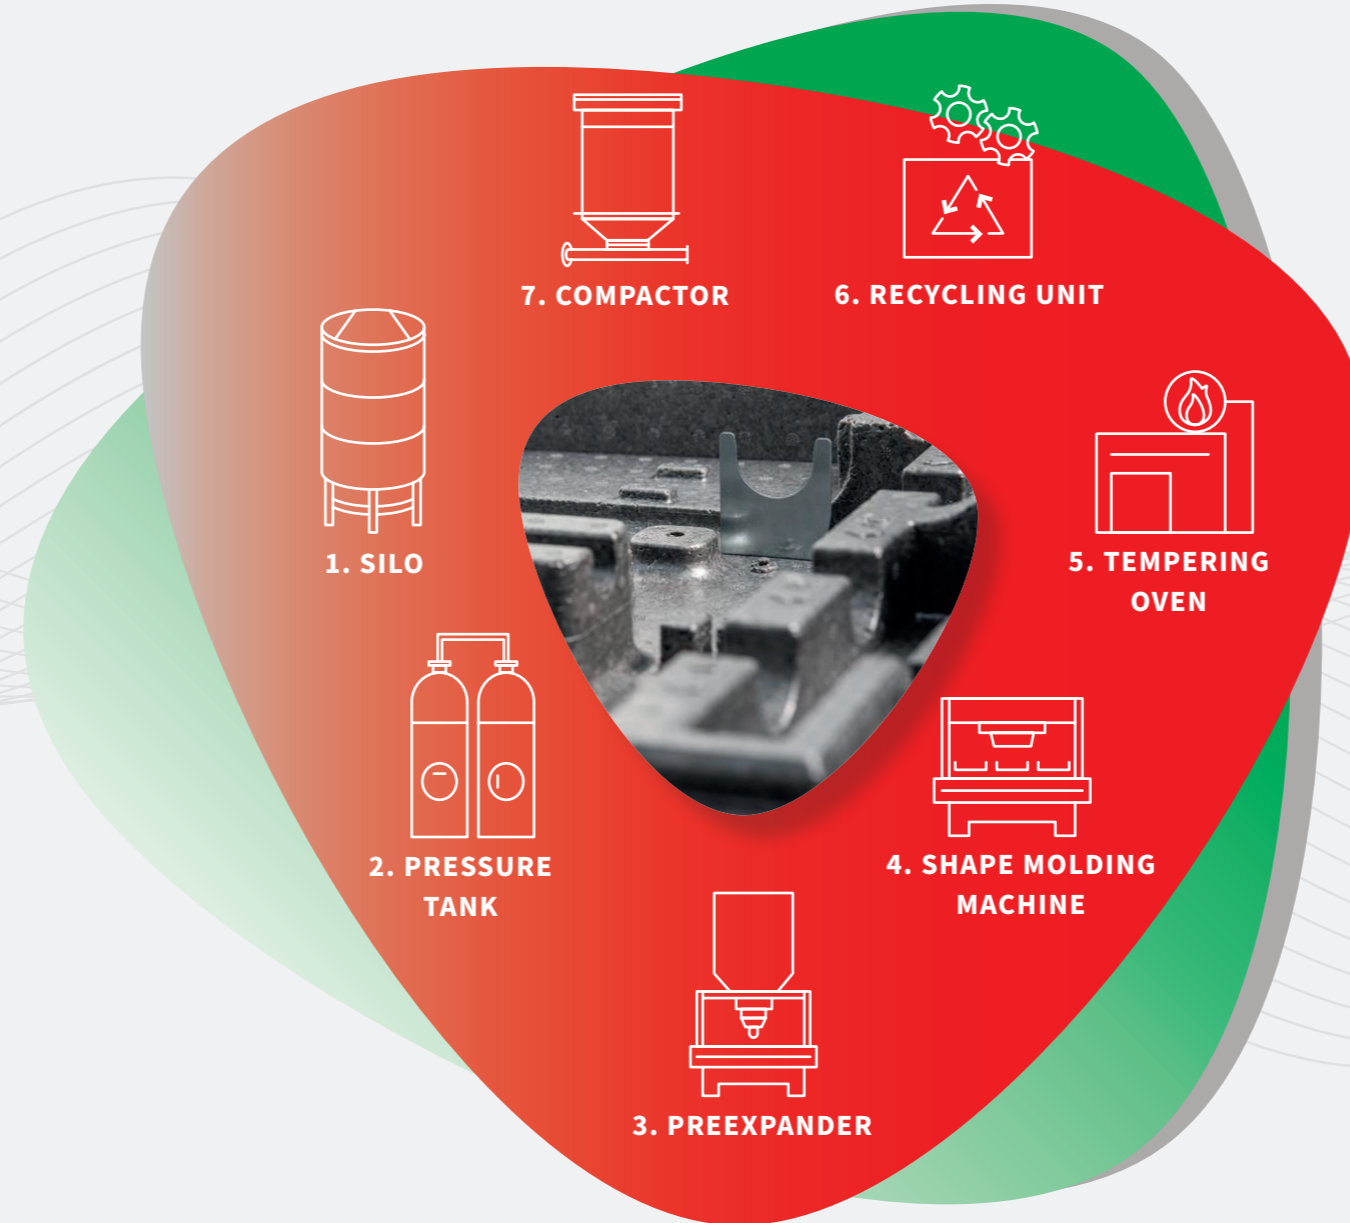 7. COMPACTOR
6. RECYCLING UNIT
1. SILO
5. TEMPERING
OVEN
2. PRESSURE
TANK
4. SHAPE MOLDING
MACHINE
3. PREEXPANDER